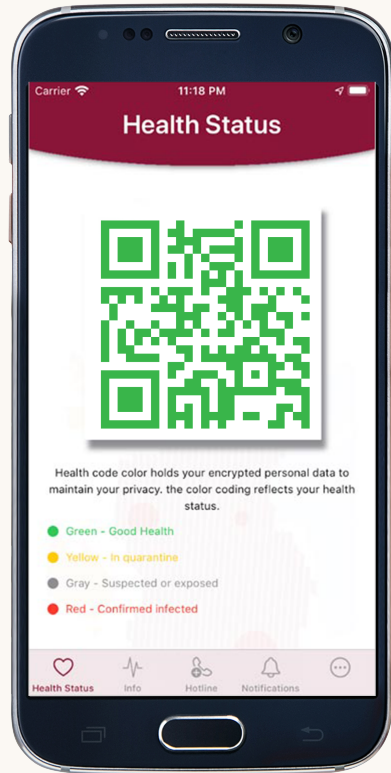 Carrier 11:18 PM
Health Status
Health code color holds your encrypted personal data to
maintain your privacy. the color coding reflects your health
status.
Green - Good Health
Yellow - In quarantine
Gray - Suspected or exposed
Red - Confirmed infected
Health Status Info Hotline Notifications